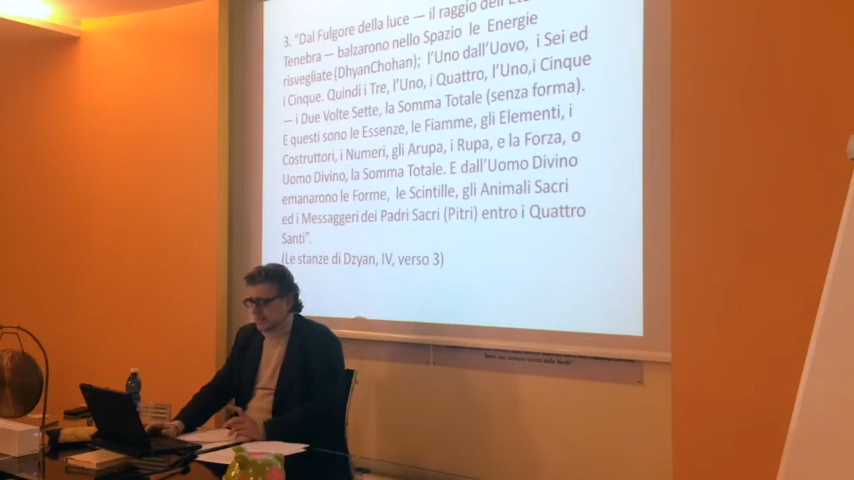 3. “Dal Fulgore della luce — il raggio dell'
Tenebra — balzarono nello Spazio le Energie
risvegliate (DhyanChohan); l'Uno dall'Uovo, i Sei ed
i Cinque. Quindi i Tre, l'Uno, i Quattro, l'Uno,i Cinque
— i Due Volte Sette, la Somma Totale (senza forma).
E questi sono le Essenze, le Fiamme, gli Elementi, i
Costruttori, i Numeri, gli Arupa, i Rupa, e la Forza, o
Uomo Divino, la Somma Totale. E dall'Uomo Divino
emanarono le Forme, le Scintille, gli Animali Sacri
ed i Messaggeri dei Padri Sacri (Pitri) entro i Quattro
Santi”.
(Le stanze di Dzyan, IV, verso 3)